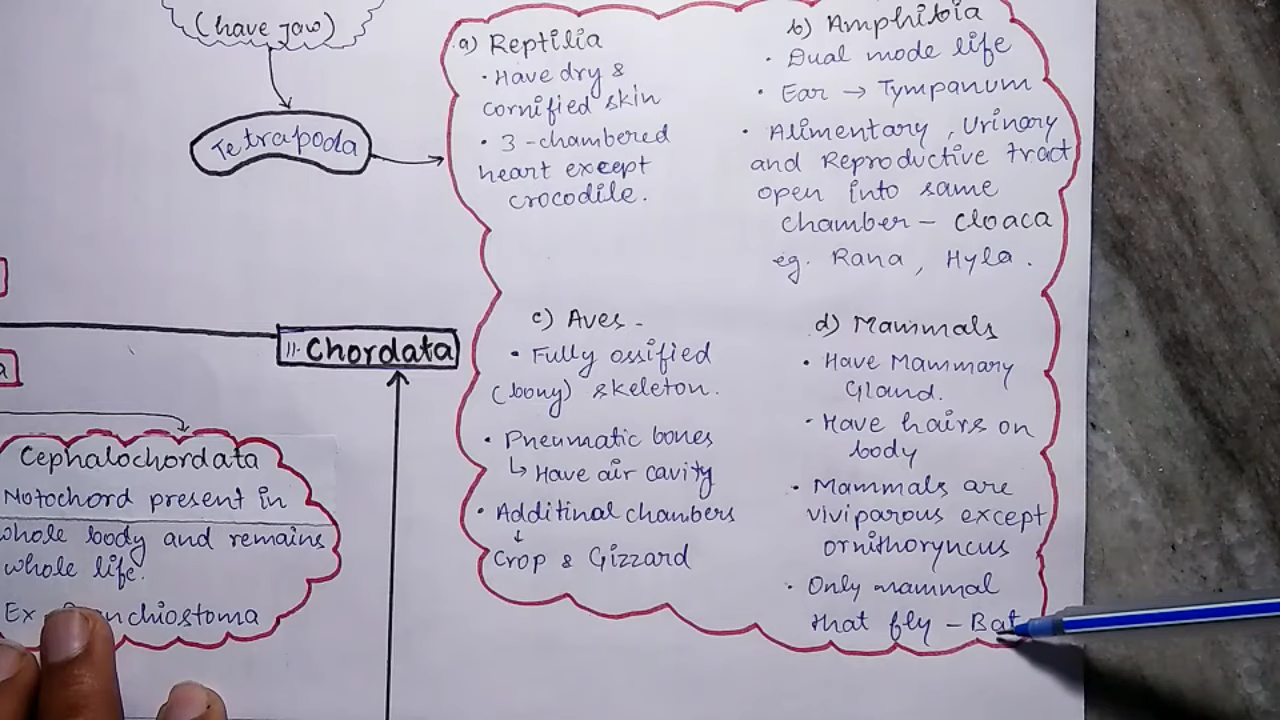 (have jaw)
Tetrapoda
a) Reptilia
• Have dry &
cornified skin
• 3-chambered
heart except
crocodile.
b) Amphibia
• Dual mode life
• Ear → Tympanum
• Alimentary, Urinary
and Reproductive tract
open into same
chamber - cloaca
eg. Rana, Hyla.
11. Chordata
c) Aves -
• Fully ossified
(bony) skeleton.
• Pneumatic bones
↳ Have air cavity
• Additinal chambers
↓
Crop & Gizzard
d) Mammals
• Have Mammary
Gland.
• Have hairs on
body
• Mammals are
viviparous except
ornithoryncus
• Only mammal
that fly - Bat
Cephalochordata
Notochord present in
whole body and remains
whole life.
Ex